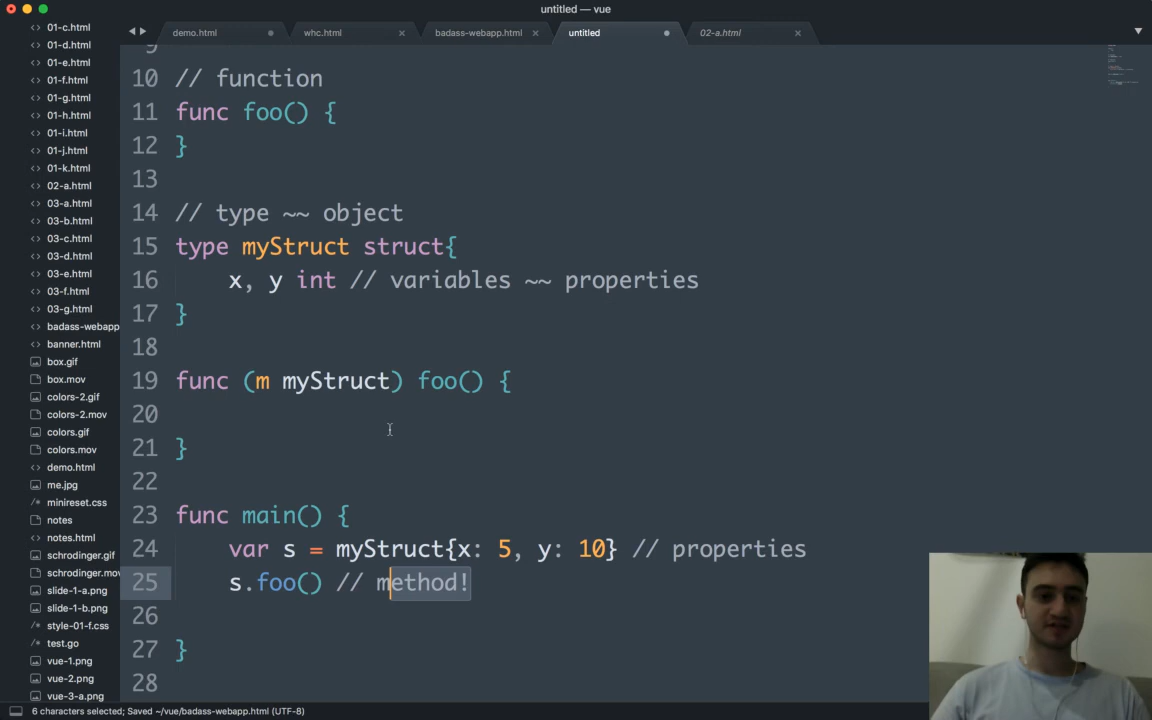 untitled — vue
demo.html
whc.html
badass-webapp.html
untitled
02-a.html
01-c.html
01-d.html
01-e.html
01-f.html
01-g.html
01-h.html
01-i.html
01-j.html
01-k.html
02-a.html
03-a.html
03-b.html
03-c.html
03-d.html
03-e.html
03-f.html
03-g.html
badass-webapp
banner.html
box.gif
box.mov
colors-2.gif
colors-2.mov
colors.gif
colors.mov
demo.html
me.jpg
minireset.css
notes
notes.html
schrodinger.gif
schrodinger.mov
slide-1-a.png
slide-1-b.png
style-01-f.css
test.go
vue-1.png
vue-2.png
vue-3-a.png
9
10 // function
11 func foo() {
12 }
13
14 // type ~~ object
15 type myStruct struct{
16 x, y int // variables ~~ properties
17 }
18
19 func (m myStruct) foo() {
20
21 }
22
23 func main() {
24 var s = myStruct{x: 5, y: 10} // properties
25 s.foo() // method!
26
27 }
28
6 characters selected; Saved ~/vue/badass-webapp.html (UTF-8)